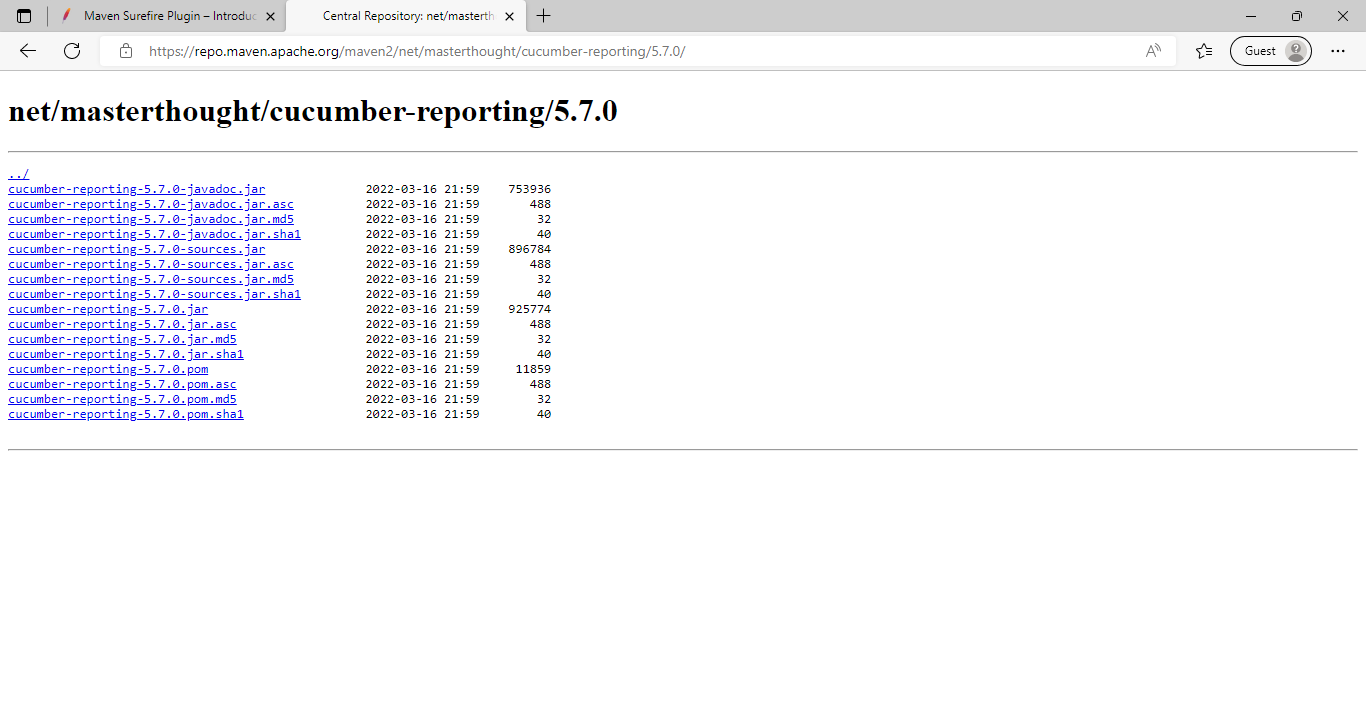 Maven Surefire Plugin – Introduc
Central Repository: net/masterth
https://repo.maven.apache.org/maven2/net/masterthought/cucumber-reporting/5.7.0/
Guest
net/masterthought/cucumber-reporting/5.7.0
../
cucumber-reporting-5.7.0-javadoc.jar 2022-03-16 21:59 753936
cucumber-reporting-5.7.0-javadoc.jar.asc 2022-03-16 21:59 488
cucumber-reporting-5.7.0-javadoc.jar.md5 2022-03-16 21:59 32
cucumber-reporting-5.7.0-javadoc.jar.sha1 2022-03-16 21:59 40
cucumber-reporting-5.7.0-sources.jar 2022-03-16 21:59 896784
cucumber-reporting-5.7.0-sources.jar.asc 2022-03-16 21:59 488
cucumber-reporting-5.7.0-sources.jar.md5 2022-03-16 21:59 32
cucumber-reporting-5.7.0-sources.jar.sha1 2022-03-16 21:59 40
cucumber-reporting-5.7.0.jar 2022-03-16 21:59 925774
cucumber-reporting-5.7.0.jar.asc 2022-03-16 21:59 488
cucumber-reporting-5.7.0.jar.md5 2022-03-16 21:59 32
cucumber-reporting-5.7.0.jar.sha1 2022-03-16 21:59 40
cucumber-reporting-5.7.0.pom 2022-03-16 21:59 11859
cucumber-reporting-5.7.0.pom.asc 2022-03-16 21:59 488
cucumber-reporting-5.7.0.pom.md5 2022-03-16 21:59 32
cucumber-reporting-5.7.0.pom.sha1 2022-03-16 21:59 40